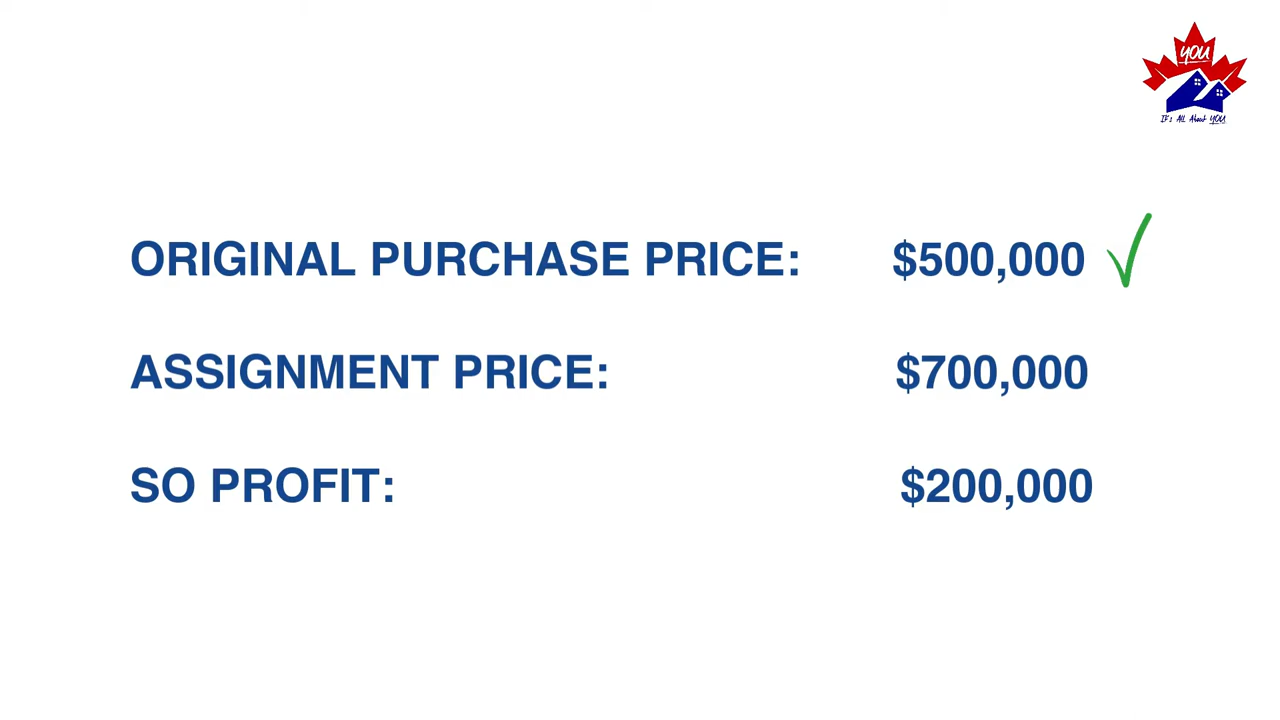 YOU
It's All About YOU
ORIGINAL PURCHASE PRICE: $500,000
ASSIGNMENT PRICE: $700,000
SO PROFIT: $200,000